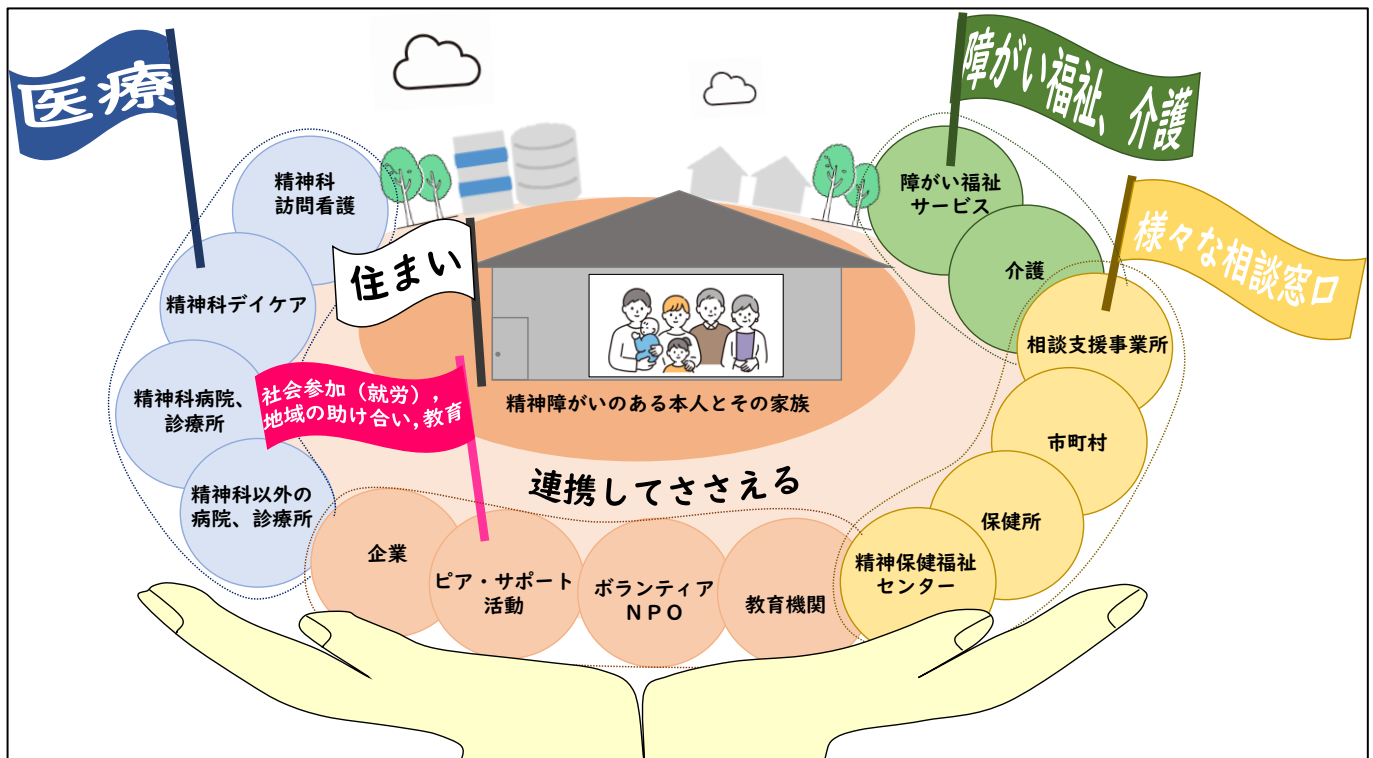 医療
障がい福祉、介護
様々な相談窓口
精神科
訪問看護
精神科デイケア
精神科病院、
診療所
精神科以外の
病院、診療所
住まい
社会参加（就労），
地域の助け合い，教育
精神障がいのある本人とその家族
連携してささえる
障がい福祉
サービス
介護
相談支援事業所
市町村
保健所
精神保健福祉
センター
企業
ピア・サポート
活動
ボランティア
ＮＰＯ
教育機関